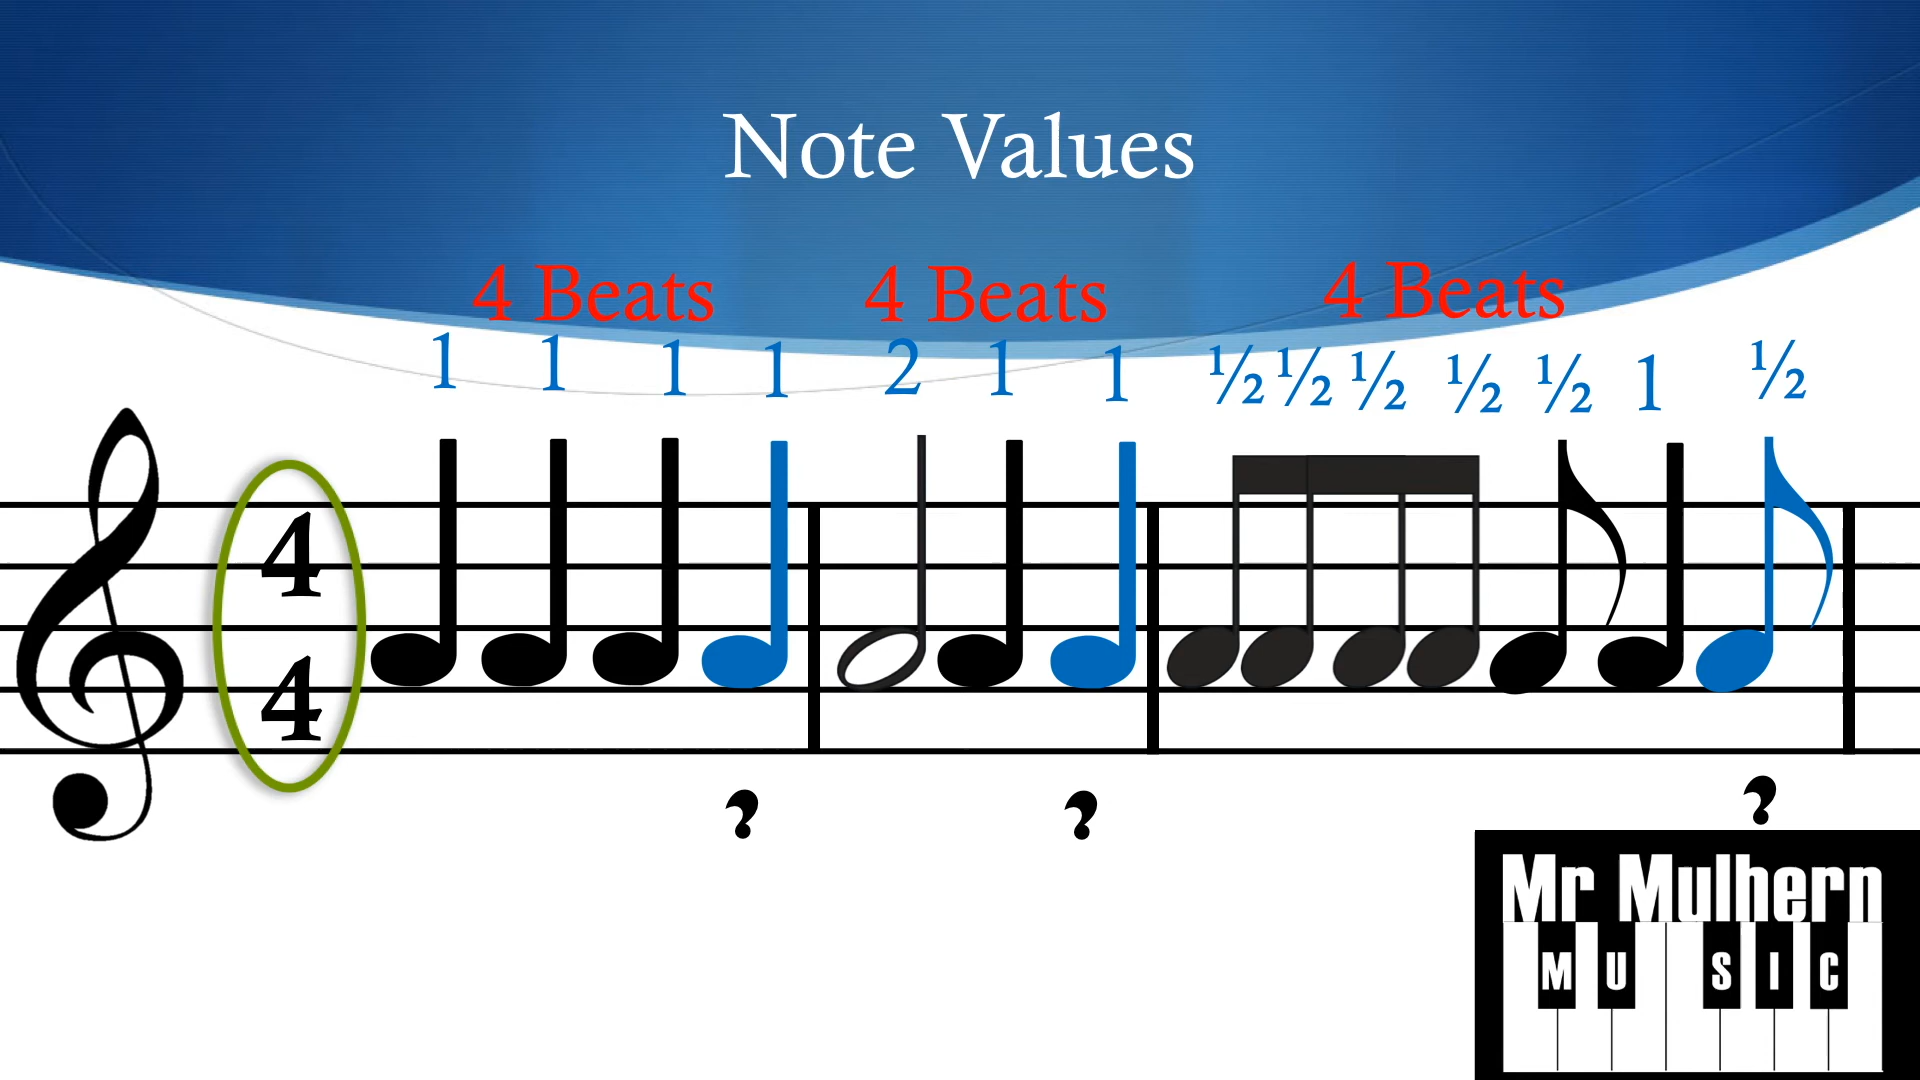 Note Values
4 Beats 4 Beats 4 Beats
1 1 1 1 2 1 1 ½ ½ ½ ½ ½ 1 ½
4
4
? ? ?
Mr Mulhern
MUSIC